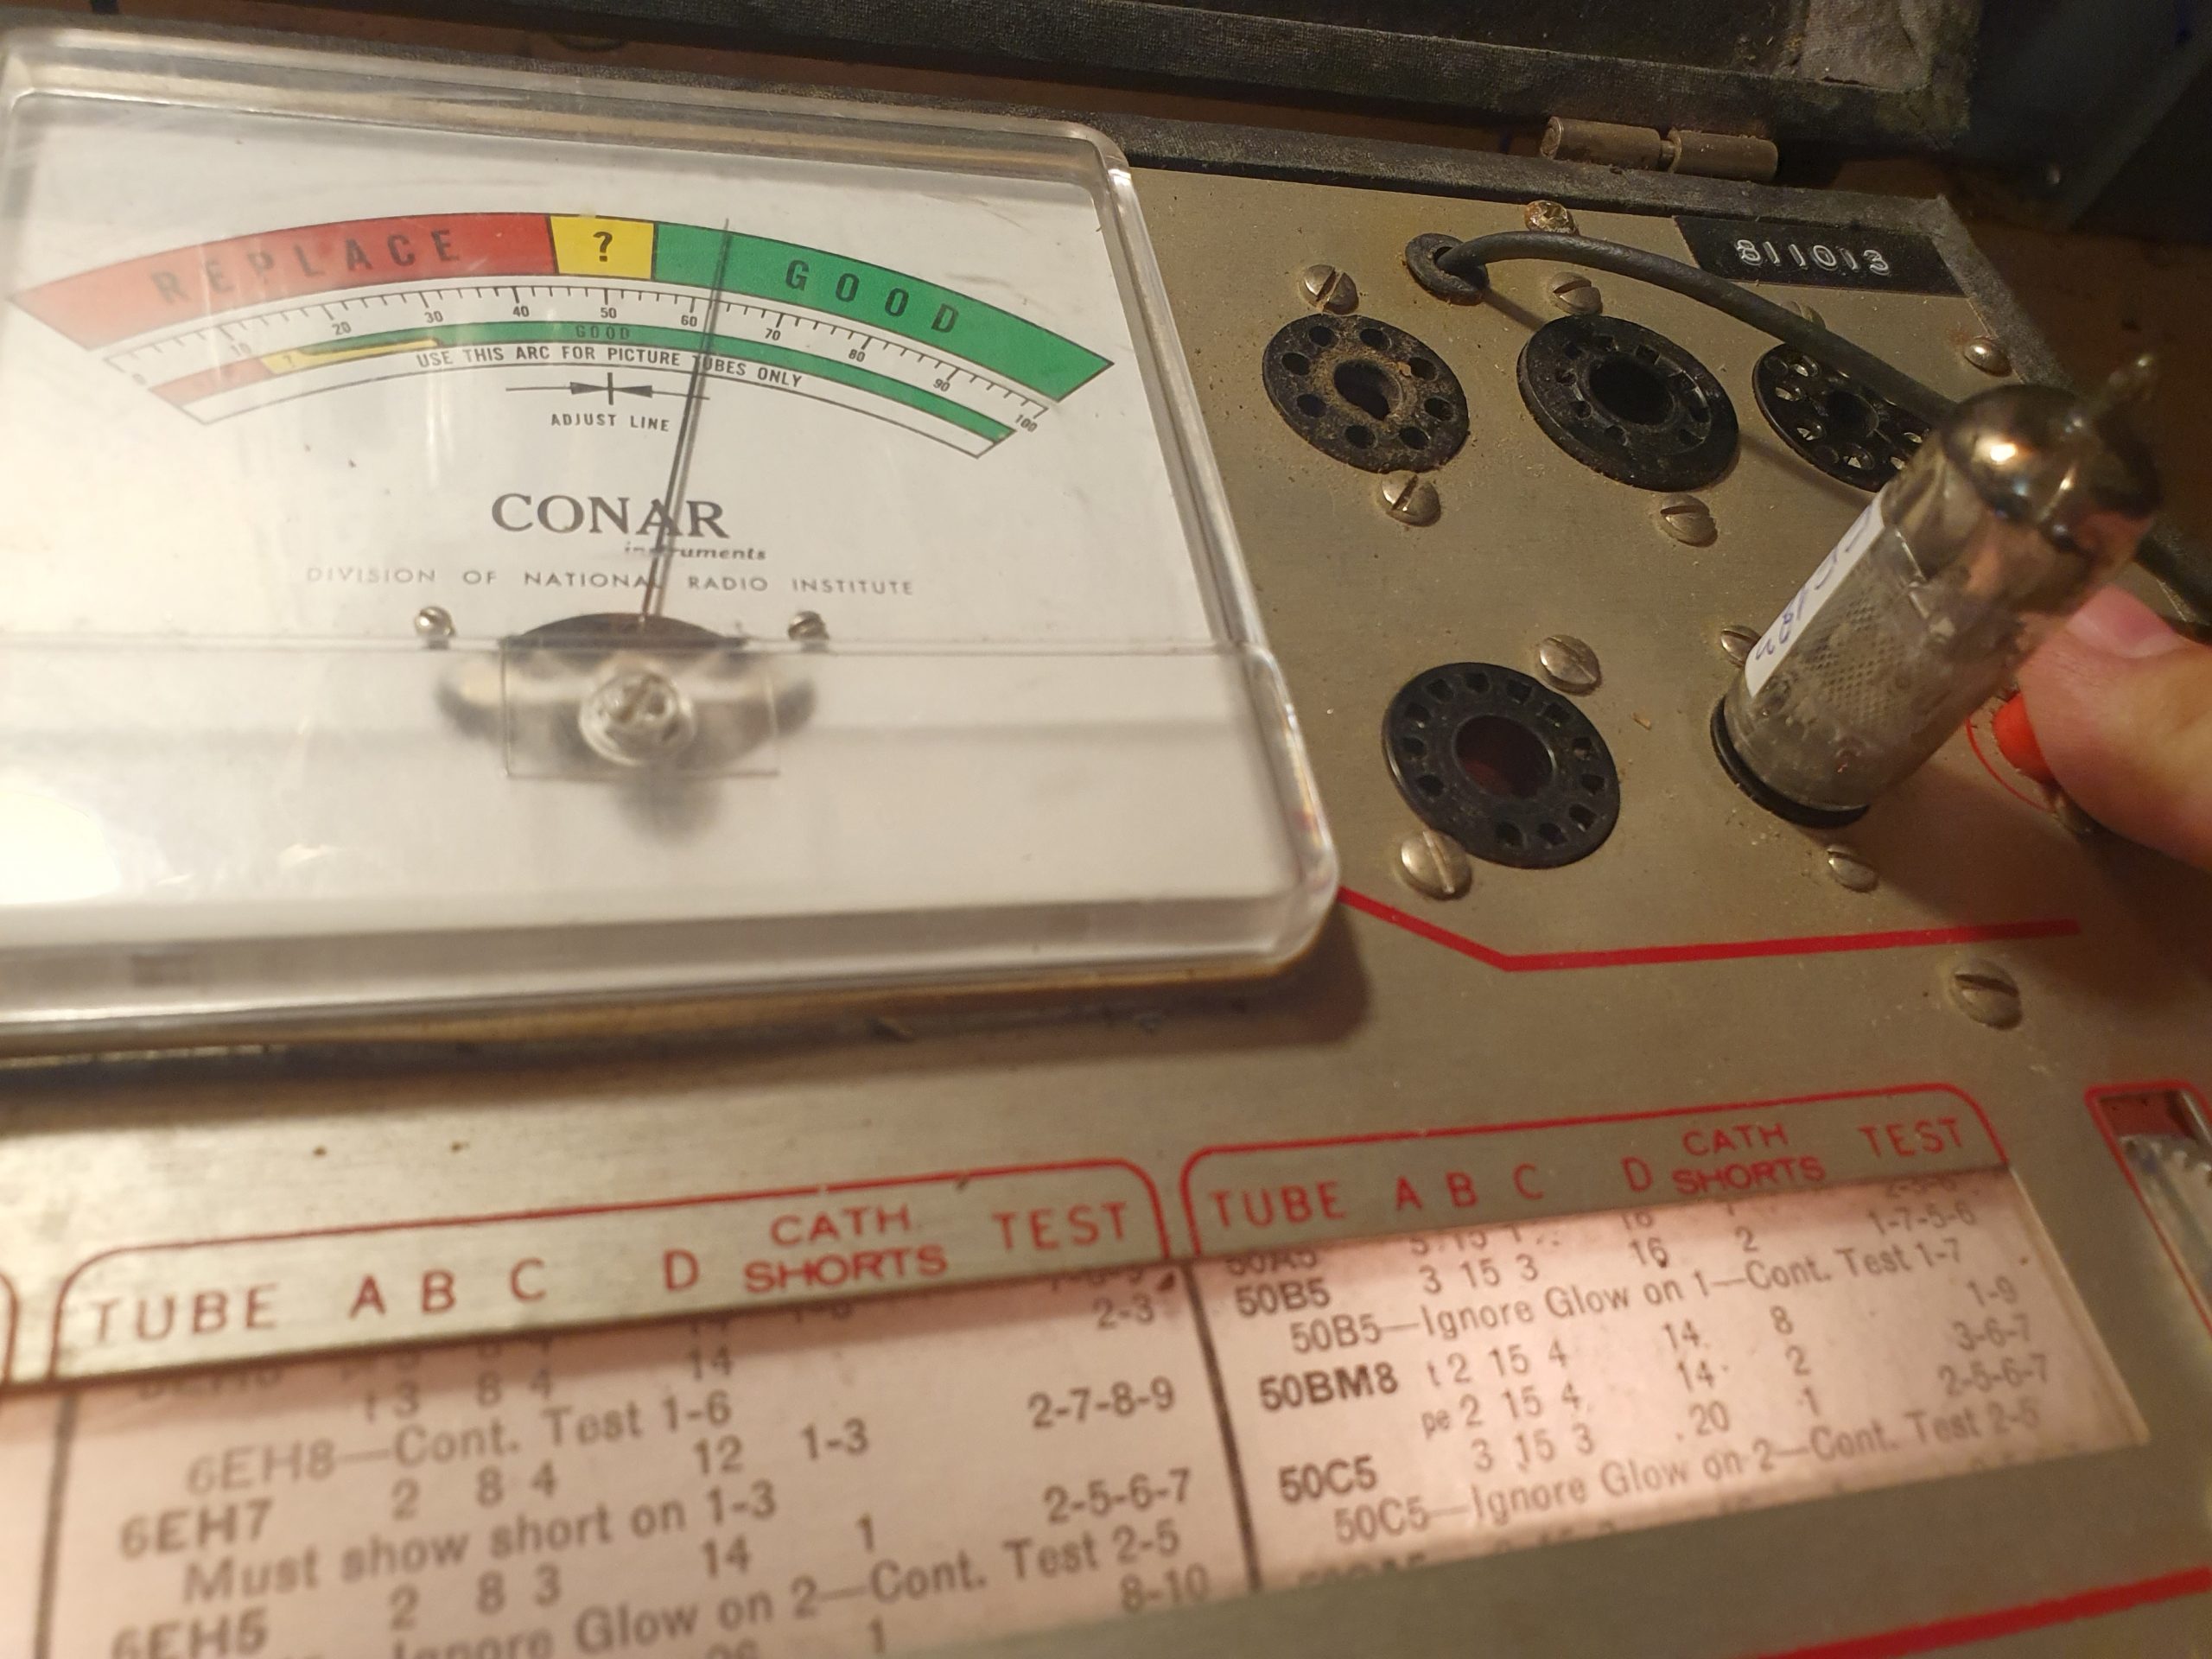 REPLACE ? GOOD
0 10 20 30 40 50 60 70 80 90 100
? GOOD
USE THIS ARC FOR PICTURE TUBES ONLY
ADJUST LINE
CONAR
instruments
DIVISION OF NATIONAL RADIO INSTITUTE
811013
TUBE A B C D CATH SHORTS TEST
2-3
t 3 8 4 14
6EH8—Cont. Test 1-6
2-7-8-9
6EH7 2 8 4 12 1-3
Must show short on 1-3
2-5-6-7
6EH5 2 8 3 14 1
Ignore Glow on 2—Cont. Test 2-5
8-10
1
TUBE A B C D CATH SHORTS TEST
50A5
1-7-5-6
50B5 3 15 3 16 2
50B5—Ignore Glow on 1—Cont. Test 1-7
1-9
50BM8 t 2 15 4 14 8
3-6-7
pe 2 15 4 14 2
2-5-6-7
50C5 3 15 3 20 1
50C5—Ignore Glow on 2—Cont. Test 2-5